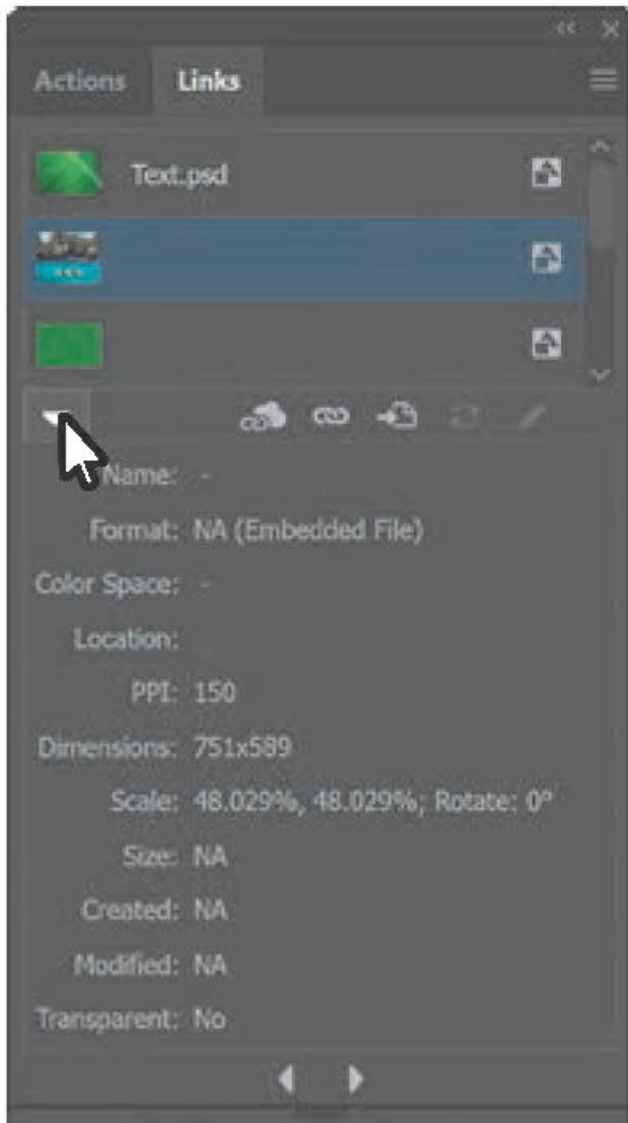 Actions Links
Text.psd
Name: -
Format: NA (Embedded File)
Color Space: -
Location:
PPI: 150
Dimensions: 751x589
Scale: 48.029%, 48.029%; Rotate: 0°
Size: NA
Created: NA
Modified: NA
Transparent: No